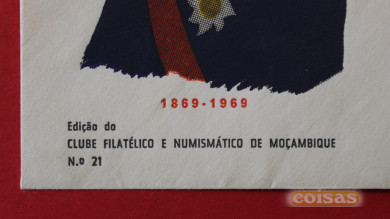 1869-1969
Edição do
CLUBE FILATÉLICO E NUMISMÁTICO DE MOÇAMBIQUE
N.º 21
coisas